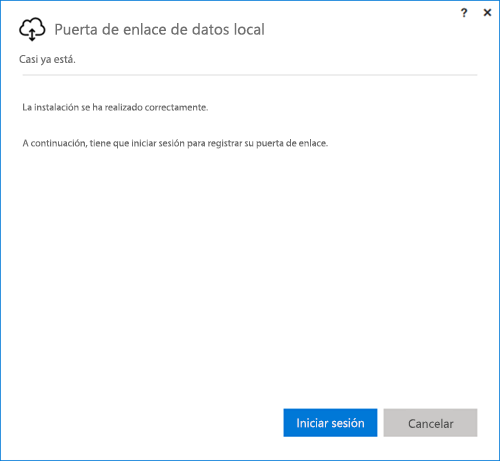 ? ×
Puerta de enlace de datos local
Casi ya está.
La instalación se ha realizado correctamente.
A continuación, tiene que iniciar sesión para registrar su puerta de enlace.
Iniciar sesión
Cancelar